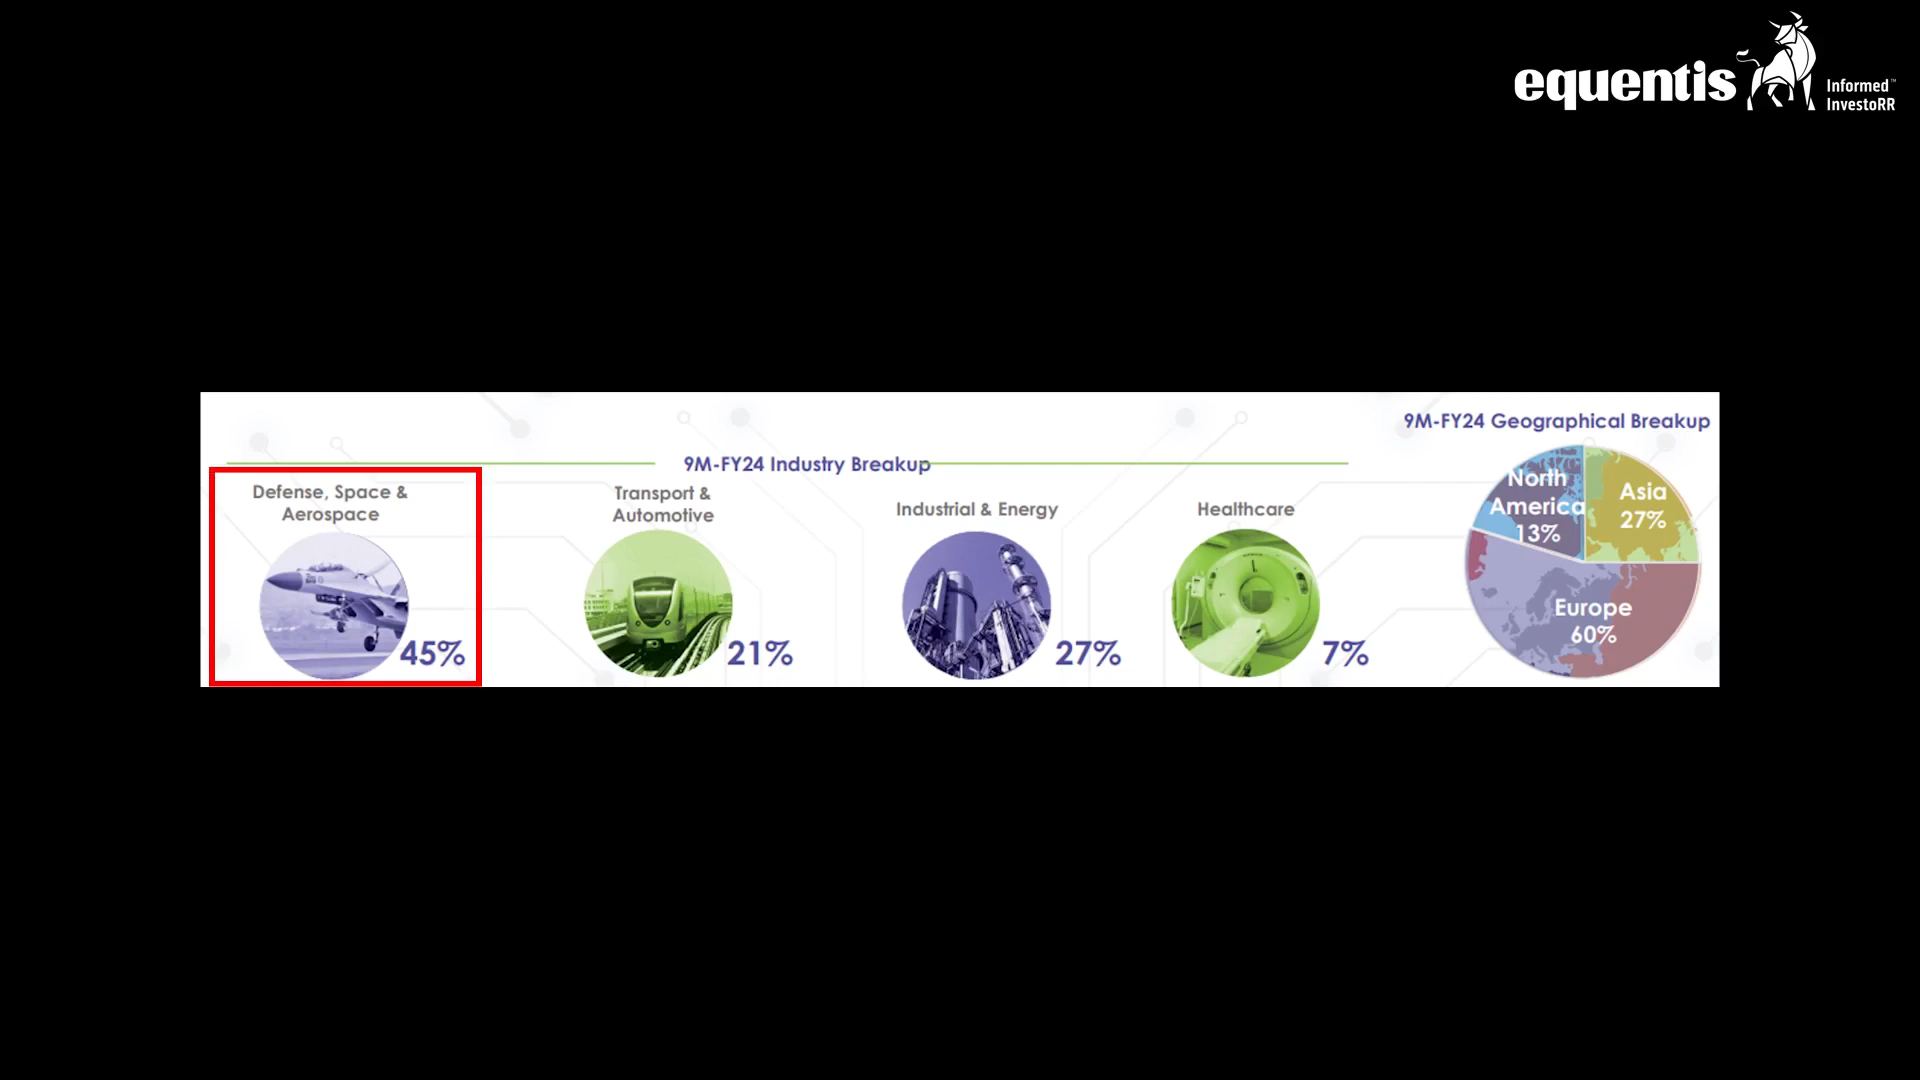 equentis
Informed™
InvestoRR
9M-FY24 Geographical Breakup
9M-FY24 Industry Breakup
Defense, Space &
Aerospace
45%
Transport &
Automotive
21%
Industrial & Energy
27%
Healthcare
7%
North
America
13%
Asia
27%
Europe
60%